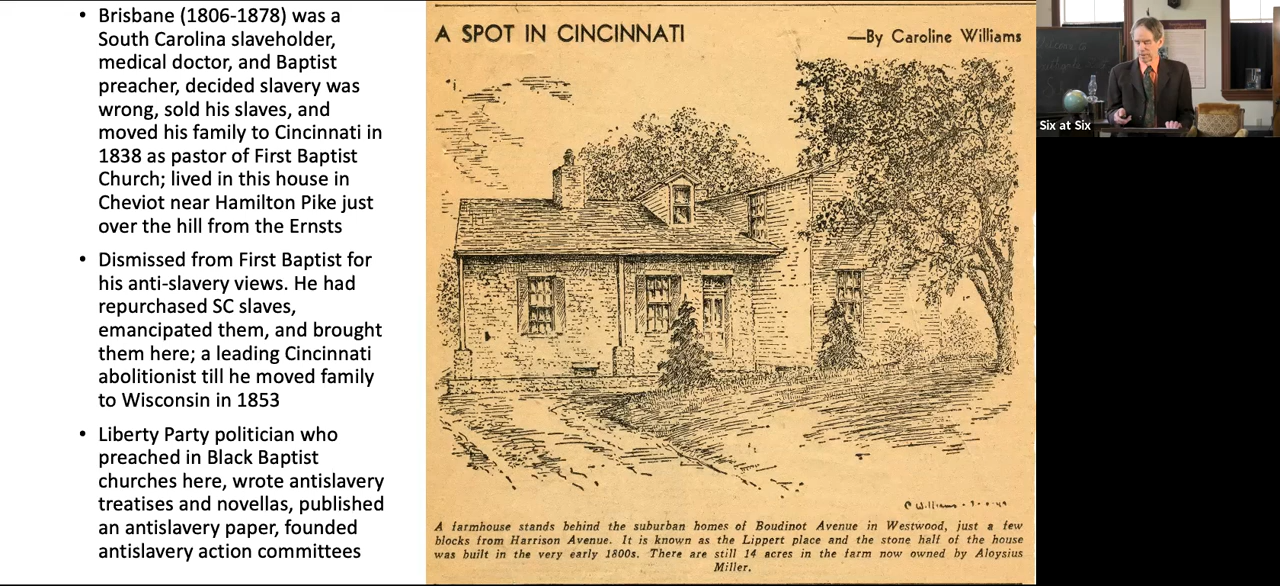 • Brisbane (1806-1878) was a
South Carolina slaveholder,
medical doctor, and Baptist
preacher, decided slavery was
wrong, sold his slaves, and
moved his family to Cincinnati in
1838 as pastor of First Baptist
Church; lived in this house in
Cheviot near Hamilton Pike just
over the hill from the Ernsts
• Dismissed from First Baptist for
his anti-slavery views. He had
repurchased SC slaves,
emancipated them, and brought
them here; a leading Cincinnati
abolitionist till he moved family
to Wisconsin in 1853
• Liberty Party politician who
preached in Black Baptist
churches here, wrote antislavery
treatises and novellas, published
an antislavery paper, founded
antislavery action committees
A SPOT IN CINCINNATI
—By Caroline Williams
C Williams
A farmhouse stands behind the suburban homes of Boudinot Avenue in Westwood, just a few
blocks from Harrison Avenue. It is known as the Lippert place and the stone half of the house
was built in the very early 1800s. There are still 14 acres in the farm now owned by Aloysius
Miller.
Six at Six